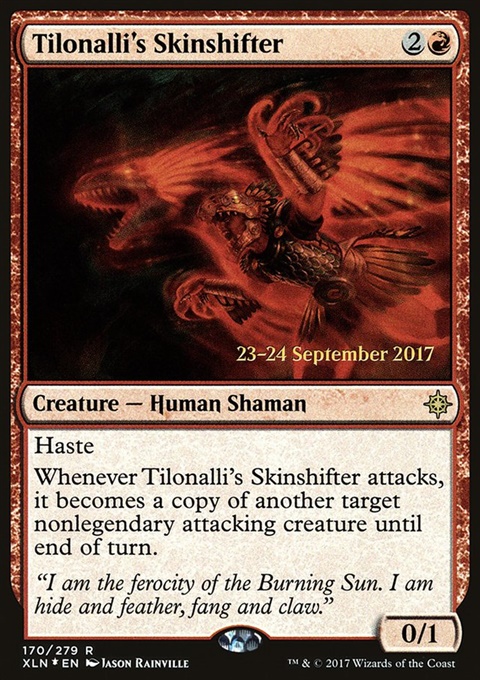 Tilonalli's Skinshifter 2
23–24 September 2017
Creature — Human Shaman
Haste
Whenever Tilonalli's Skinshifter attacks,
it becomes a copy of another target
nonlegendary attacking creature until
end of turn.
"I am the ferocity of the Burning Sun. I am
hide and feather, fang and claw."
0/1
170/279 R
XLN ★ EN Jason Rainville
™ & © 2017 Wizards of the Coast